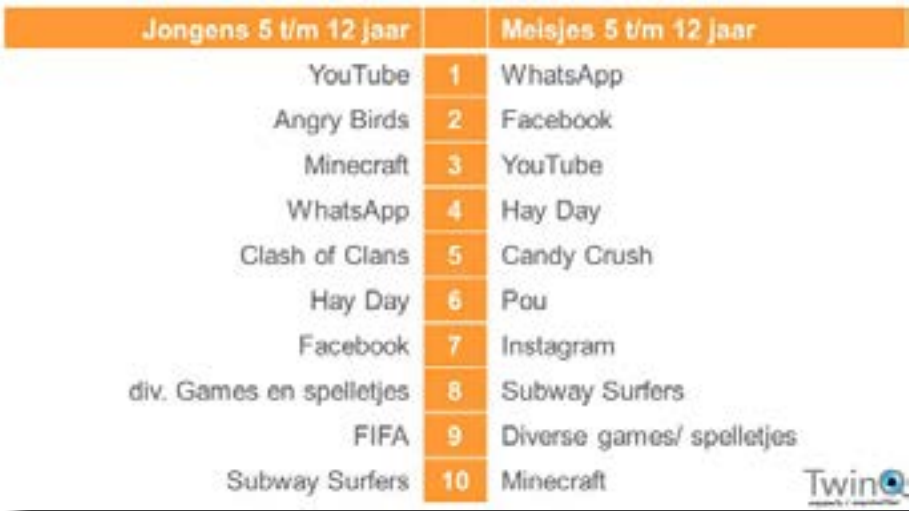 Jongens 5 t/m 12 jaar Meisjes 5 t/m 12 jaar
YouTube 1 WhatsApp
Angry Birds 2 Facebook
Minecraft 3 YouTube
WhatsApp 4 Hay Day
Clash of Clans 5 Candy Crush
Hay Day 6 Pou
Facebook 7 Instagram
div. Games en spelletjes 8 Subway Surfers
FIFA 9 Diverse games/ spelletjes
Subway Surfers 10 Minecraft